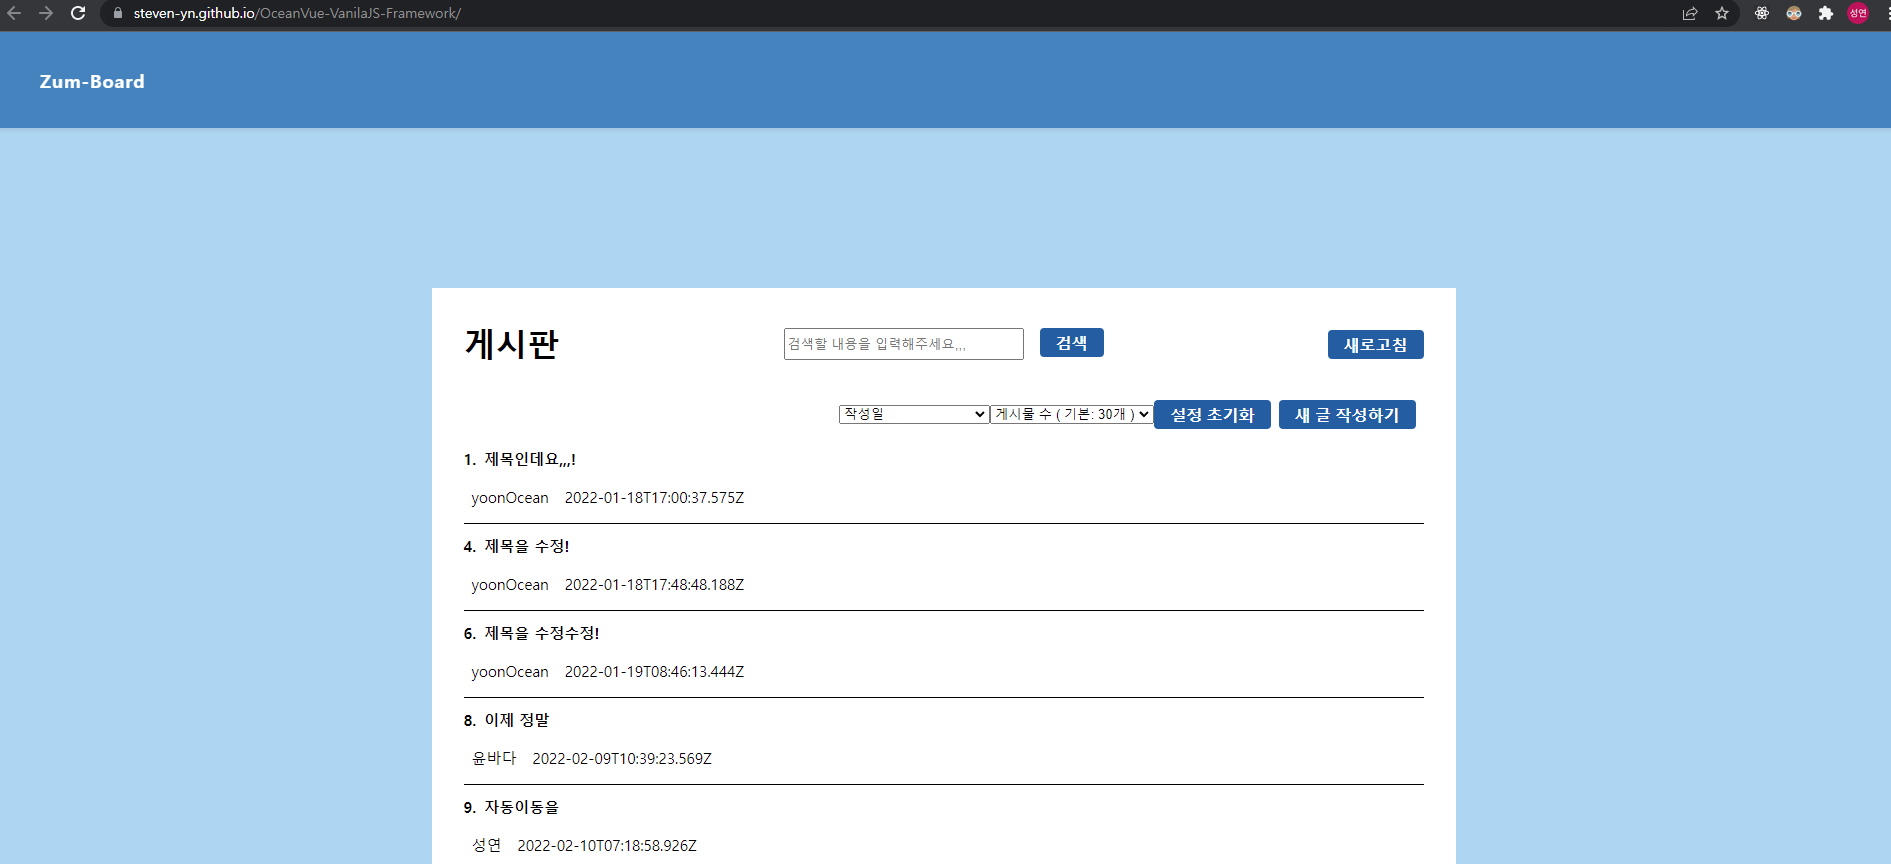 steven-yn.github.io/OceanVue-VanilaJS-Framework/
성연
Zum-Board
게시판
검색할 내용을 입력해주세요,,,
검색
새로고침
작성일
게시물 수 ( 기본: 30개 )
설정 초기화
새 글 작성하기
1. 제목인데요,,,!
yoonOcean 2022-01-18T17:00:37.575Z
4. 제목을 수정!
yoonOcean 2022-01-18T17:48:48.188Z
6. 제목을 수정수정!
yoonOcean 2022-01-19T08:46:13.444Z
8. 이제 정말
윤바다 2022-02-09T10:39:23.569Z
9. 자동이동을
성연 2022-02-10T07:18:58.926Z